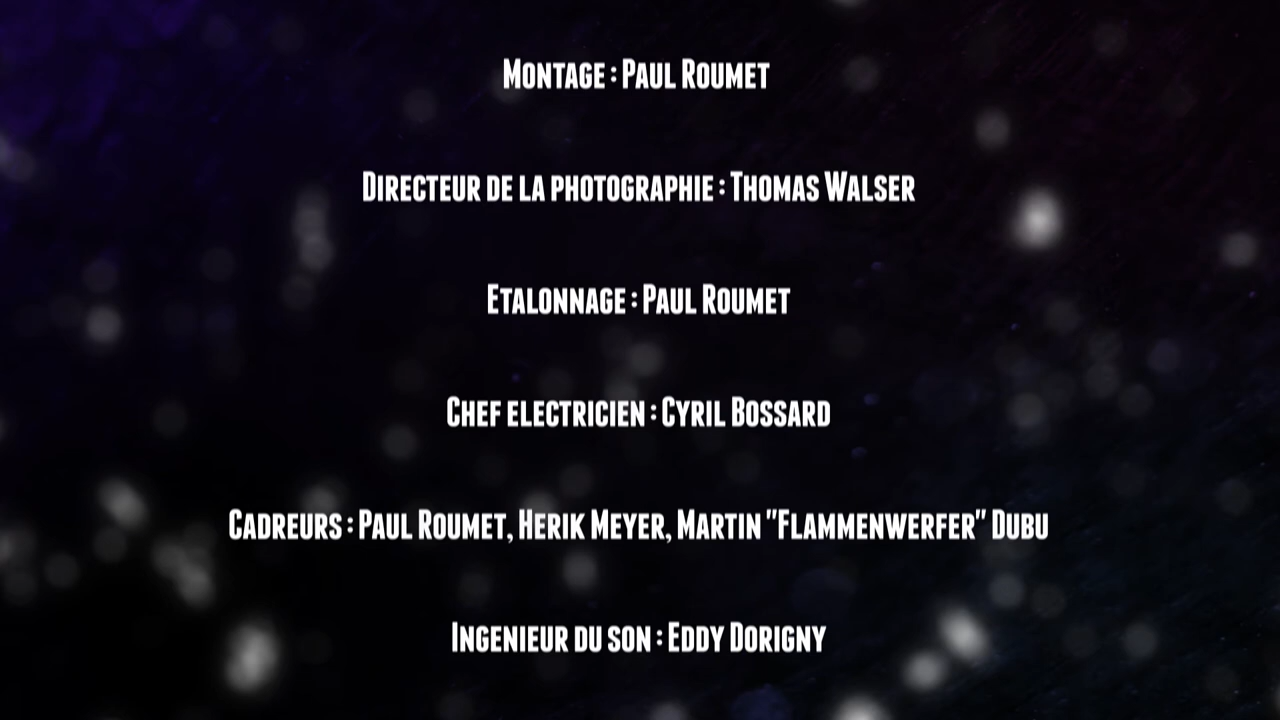 Montage : Paul Roumet
Directeur de la photographie : Thomas Walser
Etalonnage : Paul Roumet
Chef electricien : Cyril Bossard
Cadreurs : Paul Roumet, Herik Meyer, Martin "Flammenwerfer" Dubu
Ingenieur du son : Eddy Dorigny